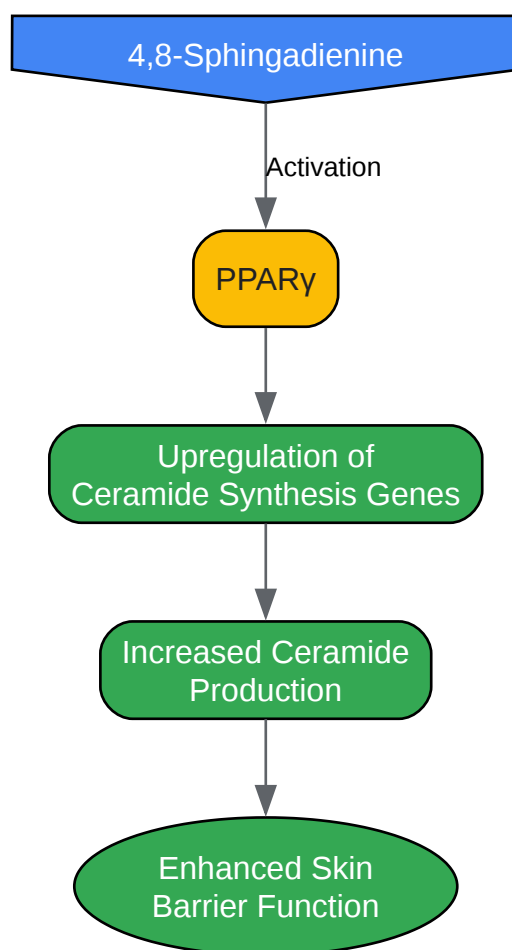 4,8-Sphingadienine
Activation
PPARγ
Upregulation of
Ceramide Synthesis Genes
Increased Ceramide
Production
Enhanced Skin
Barrier Function